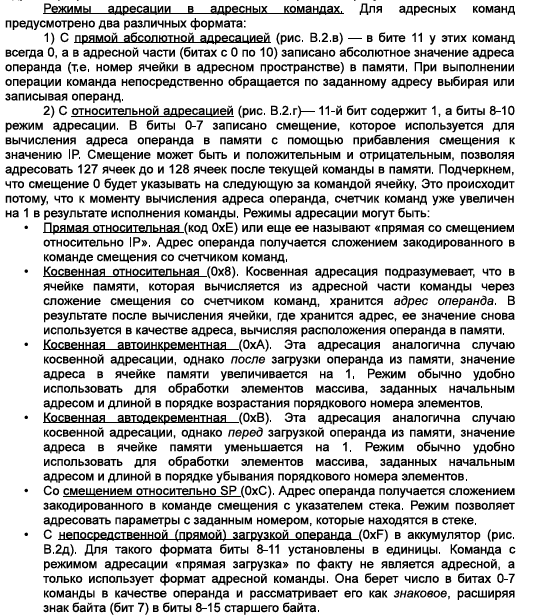 Режимы адресации в адресных командах. Для адресных команд
предусмотрено два различных формата:
1) С прямой абсолютной адресацией (рис. В.2.в) — в бите 11 у этих команд
всегда 0, а в адресной части (битах с 0 по 10) записано абсолютное значение адреса
операнда (т.е. номер ячейки в адресном пространстве) в памяти. При выполнении
операции команда непосредственно обращается по заданному адресу выбирая или
записывая операнд.
2) С относительной адресацией (рис. В.2.г)— 11-й бит содержит 1, а биты 8-10
режим адресации. В биты 0-7 записано смещение, которое используется для
вычисления адреса операнда в памяти с помощью прибавления смещения к
значению IP. Смещение может быть и положительным и отрицательным, позволяя
адресовать 127 ячеек до и 128 ячеек после текущей команды в памяти. Подчеркнем,
что смещение 0 будет указывать на следующую за командой ячейку. Это происходит
потому, что к моменту вычисления адреса операнда, счетчик команд уже увеличен
на 1 в результате исполнения команды. Режимы адресации могут быть:
• Прямая относительная (код 0xE) или еще ее называют «прямая со смещением
относительно IP». Адрес операнда получается сложением закодированного в
команде смещения со счетчиком команд.
• Косвенная относительная (0x8). Косвенная адресация подразумевает, что в
ячейке памяти, которая вычисляется из адресной части команды через
сложение смещения со счетчиком команд, хранится адрес операнда. В
результате после вычисления ячейки, где хранится адрес, ее значение снова
используется в качестве адреса, вычисляя расположения операнда в памяти.
• Косвенная автоинкрементная (0xA). Эта адресация аналогична случаю
косвенной адресации, однако после загрузки операнда из памяти, значение
адреса в ячейке памяти увеличивается на 1. Режим обычно удобно
использовать для обработки элементов массива, заданных начальным
адресом и длиной в порядке возрастания порядкового номера элементов.
• Косвенная автодекрементная (0xB). Эта адресация аналогична случаю
косвенной адресации, однако перед загрузкой операнда из памяти, значение
адреса в ячейке памяти уменьшается на 1. Режим обычно удобно
использовать для обработки элементов массива, заданных начальным
адресом и длиной в порядке убывания порядкового номера элементов.
• Со смещением относительно SP (0xC). Адрес операнда получается сложением
закодированного в команде смещения с указателем стека. Режим позволяет
адресовать параметры с заданным номером, которые находятся в стеке.
• С непосредственной (прямой) загрузкой операнда (0xF) в аккумулятор (рис.
В.2д). Для такого формата биты 8-11 установлены в единицы. Команда с
режимом адресации «прямая загрузка» по факту не является адресной, а
только использует формат адресной команды. Она берет число в битах 0-7
команды в качестве операнда и рассматривает его как знаковое, расширяя
знак байта (бит 7) в биты 8-15 старшего байта.